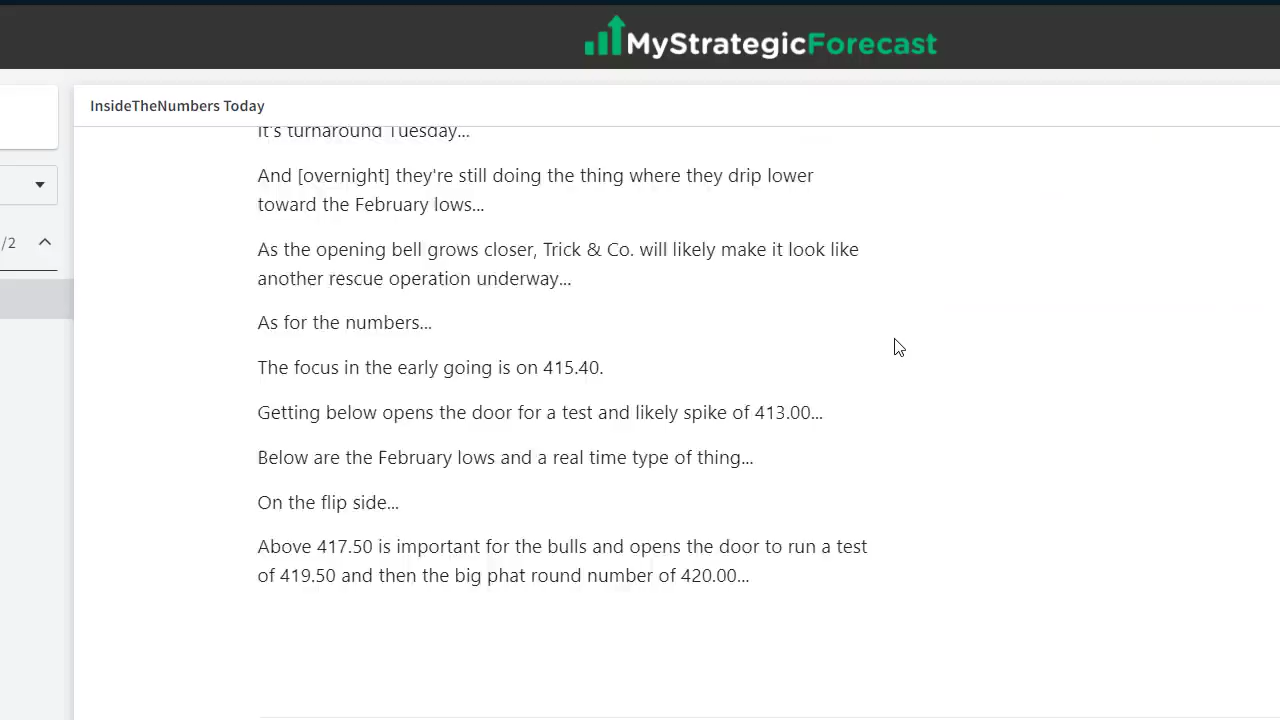 MyStrategicForecast
InsideTheNumbers Today
It's turnaround Tuesday...
And [overnight] they're still doing the thing where they drip lower
toward the February lows...
/2
As the opening bell grows closer, Trick & Co. will likely make it look like
another rescue operation underway...
As for the numbers...
The focus in the early going is on 415.40.
Getting below opens the door for a test and likely spike of 413.00...
Below are the February lows and a real time type of thing...
On the flip side...
Above 417.50 is important for the bulls and opens the door to run a test
of 419.50 and then the big phat round number of 420.00...